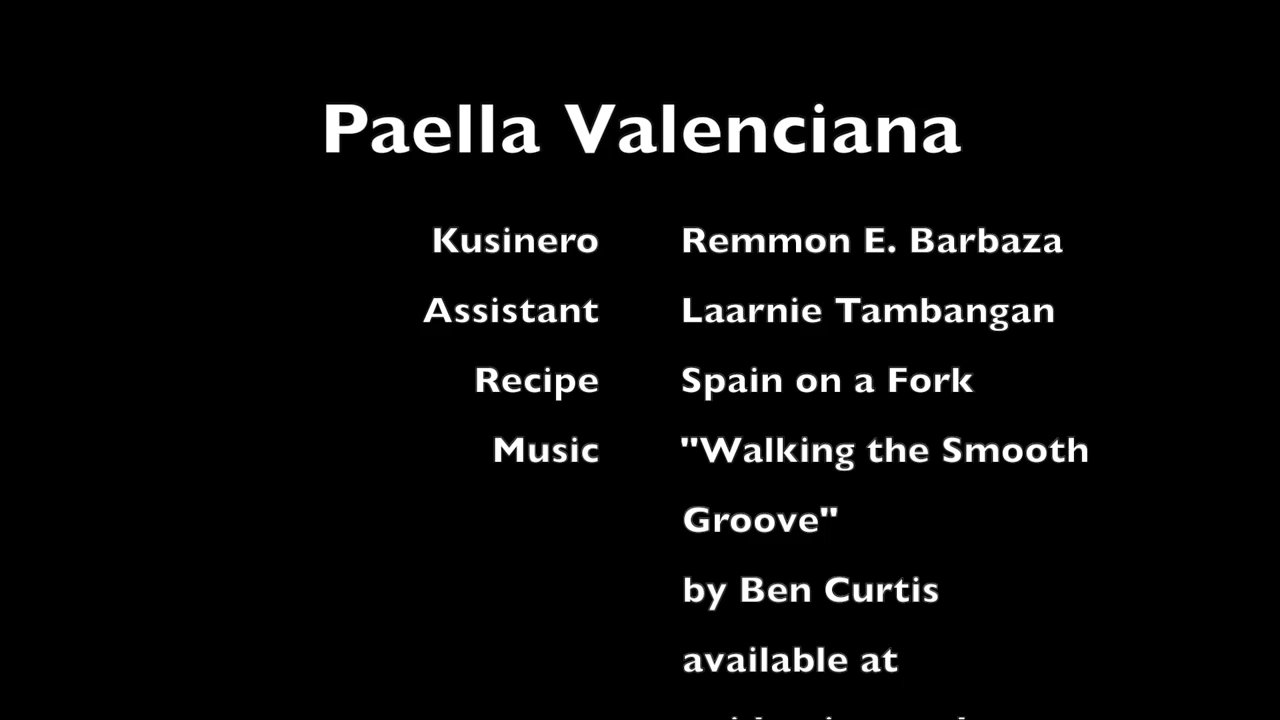 Paella Valenciana
Kusinero Remmon E. Barbaza
Assistant Laarnie Tambangan
Recipe Spain on a Fork
Music "Walking the Smooth
Groove"
by Ben Curtis
available at